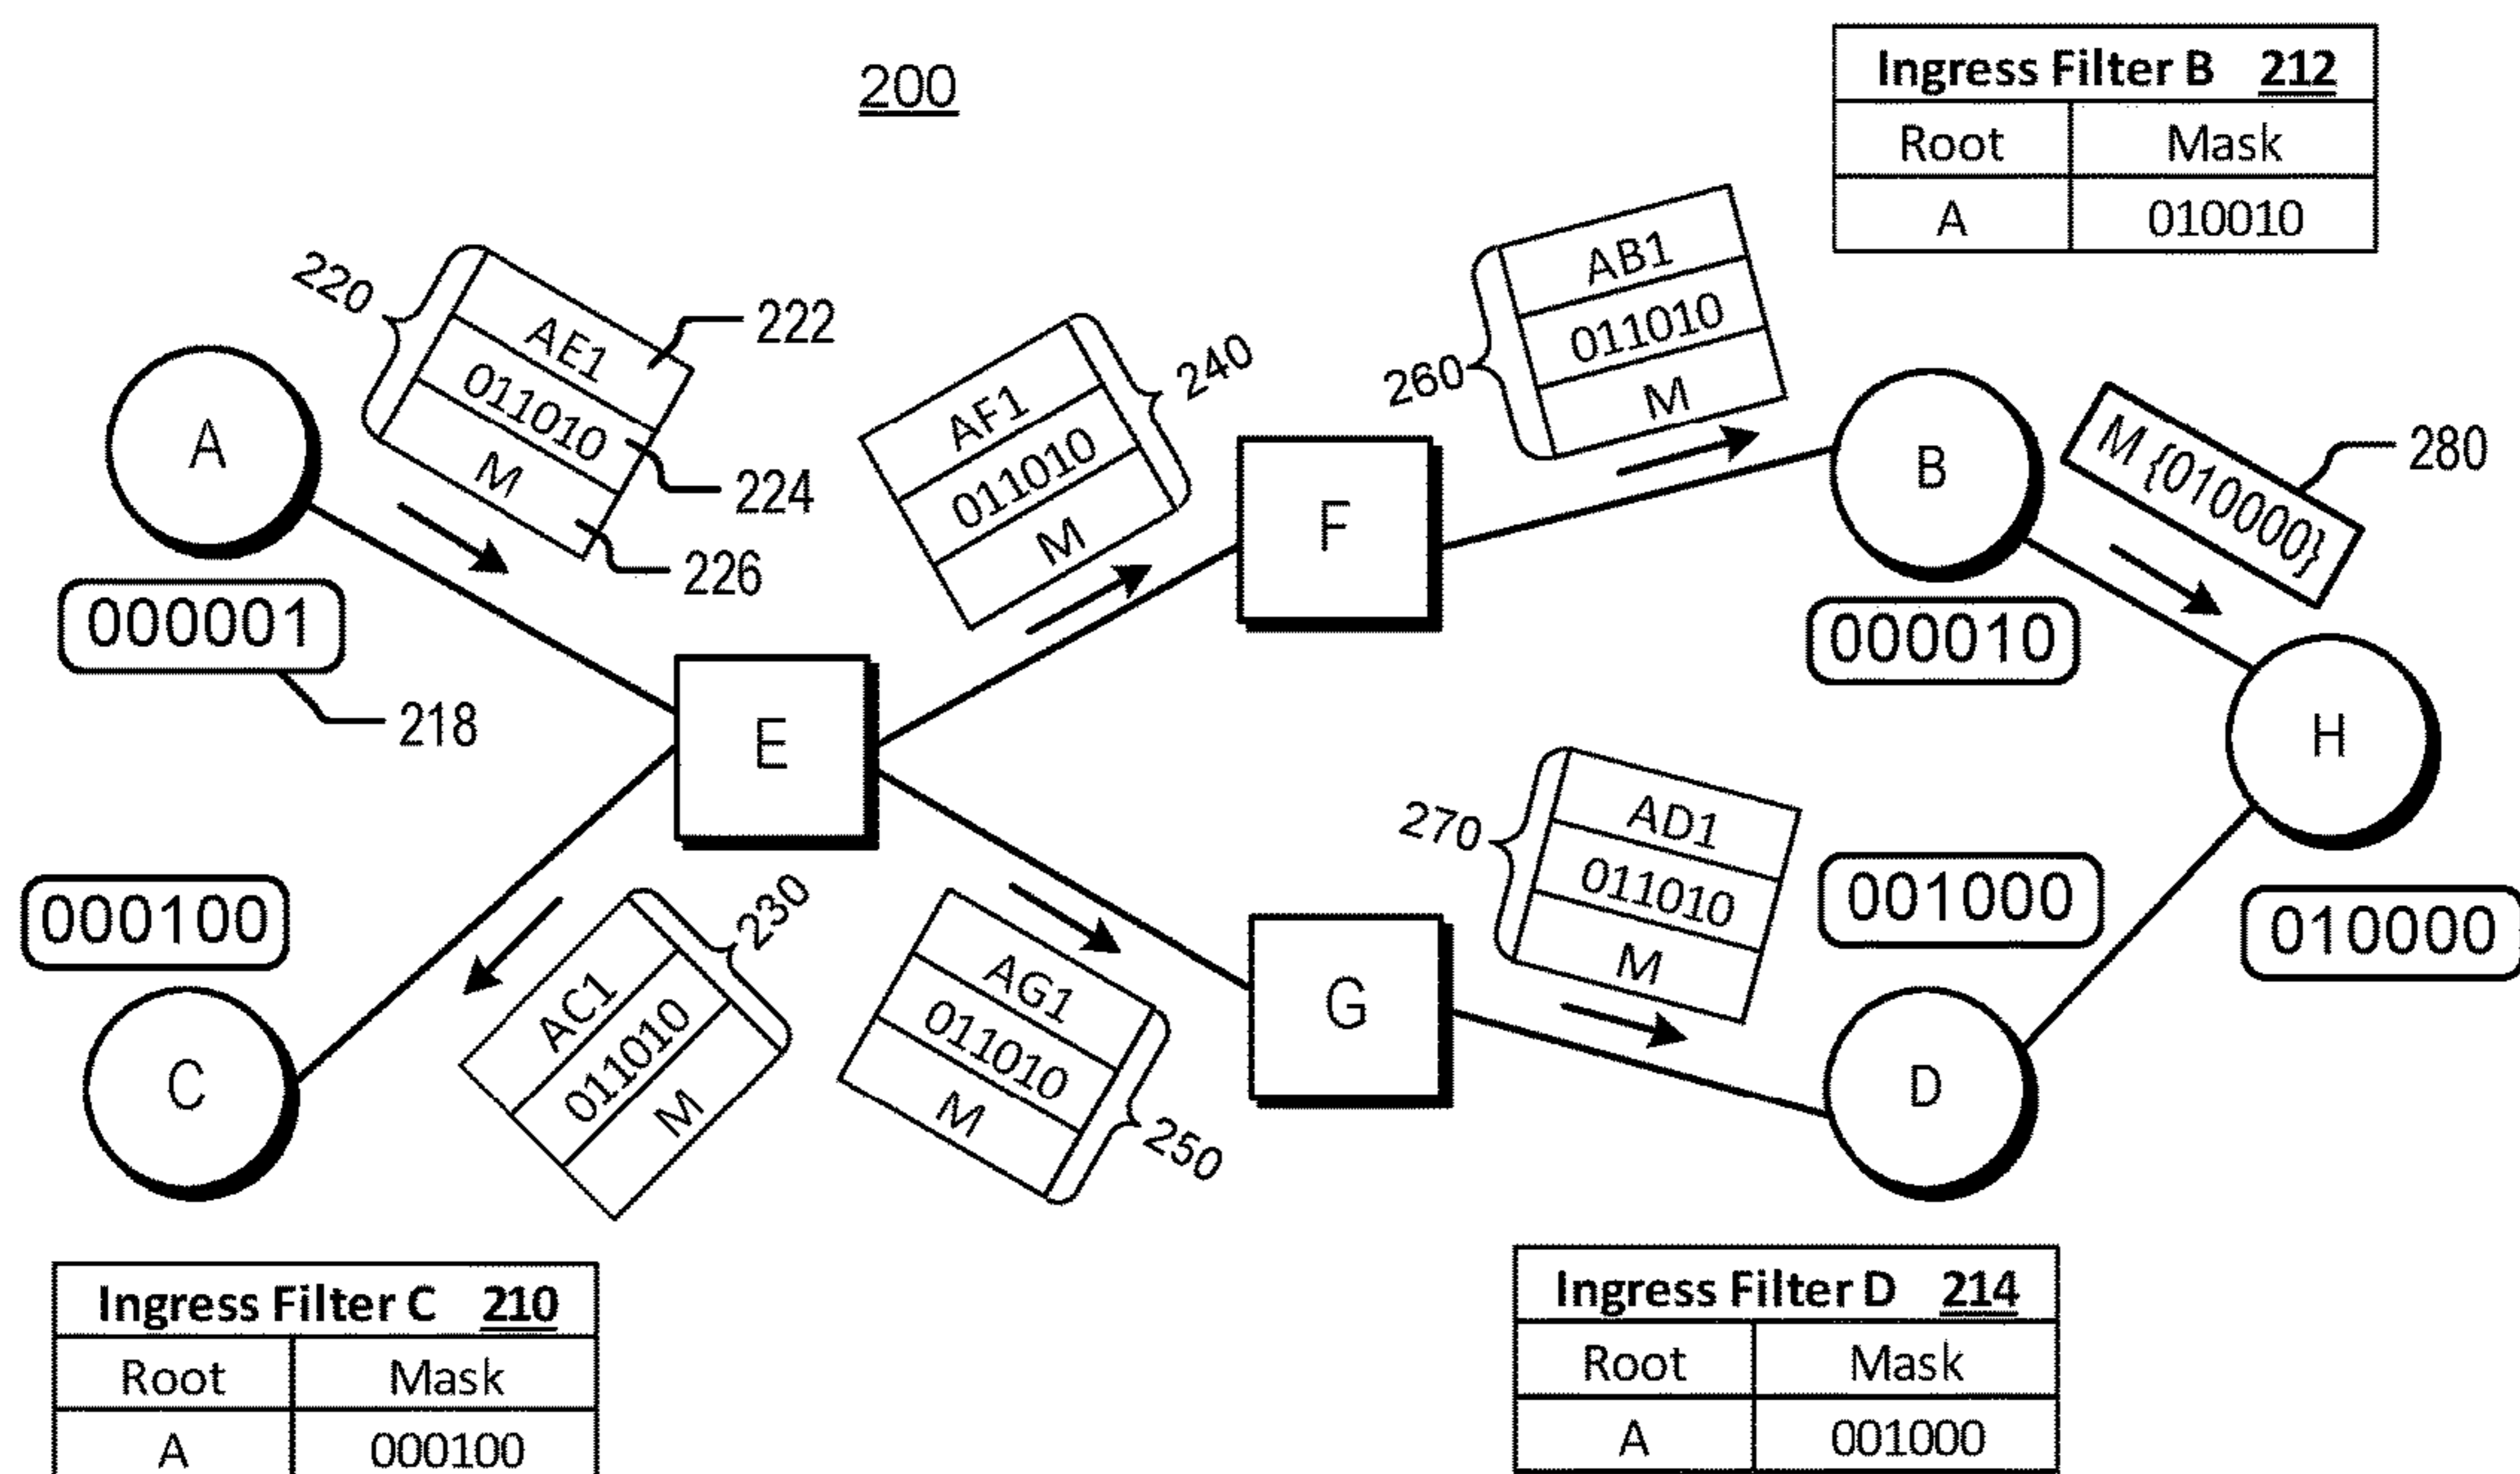 200
Ingress Filter B 212
Root Mask
A 010010
220
AE1
011010
M
222
224
226
A
000001
218
AF1
011010
M
240
260
AB1
011010
M
F
B
000010
M {010000}
280
E
H
010000
000100
C
AC1
011010
M
230
AG1
011010
M
250
G
270
AD1
011010
M
001000
D
Ingress Filter C 210
Root Mask
A 000100
Ingress Filter D 214
Root Mask
A 001000